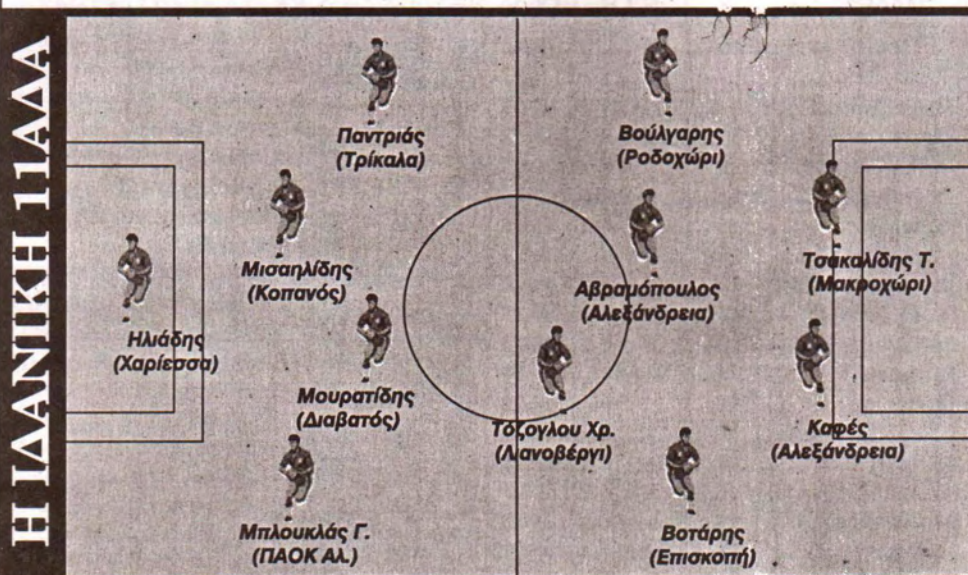 Η ΙΔΑΝΙΚΗ 11ΑΔΑ
Παντριάς
(Τρίκαλα)
Βούλγαρης
(Ροδοχώρι)
Μισαηλίδης
(Κοπανός)
Τσακαλίδης Τ.
(Μακροχώρι)
Αβραμόπουλος
(Αλεξάνδρεια)
Ηλιάδης
(Χαρίεσσα)
Μουρατίδης
(Διαβατός)
Τόζογλου Χρ.
(Λιανοβέργι)
Καφές
(Αλεξάνδρεια)
Μπλουκλάς Γ.
(ΠΑΟΚ Αλ.)
Βοτάρης
(Επισκοπή)